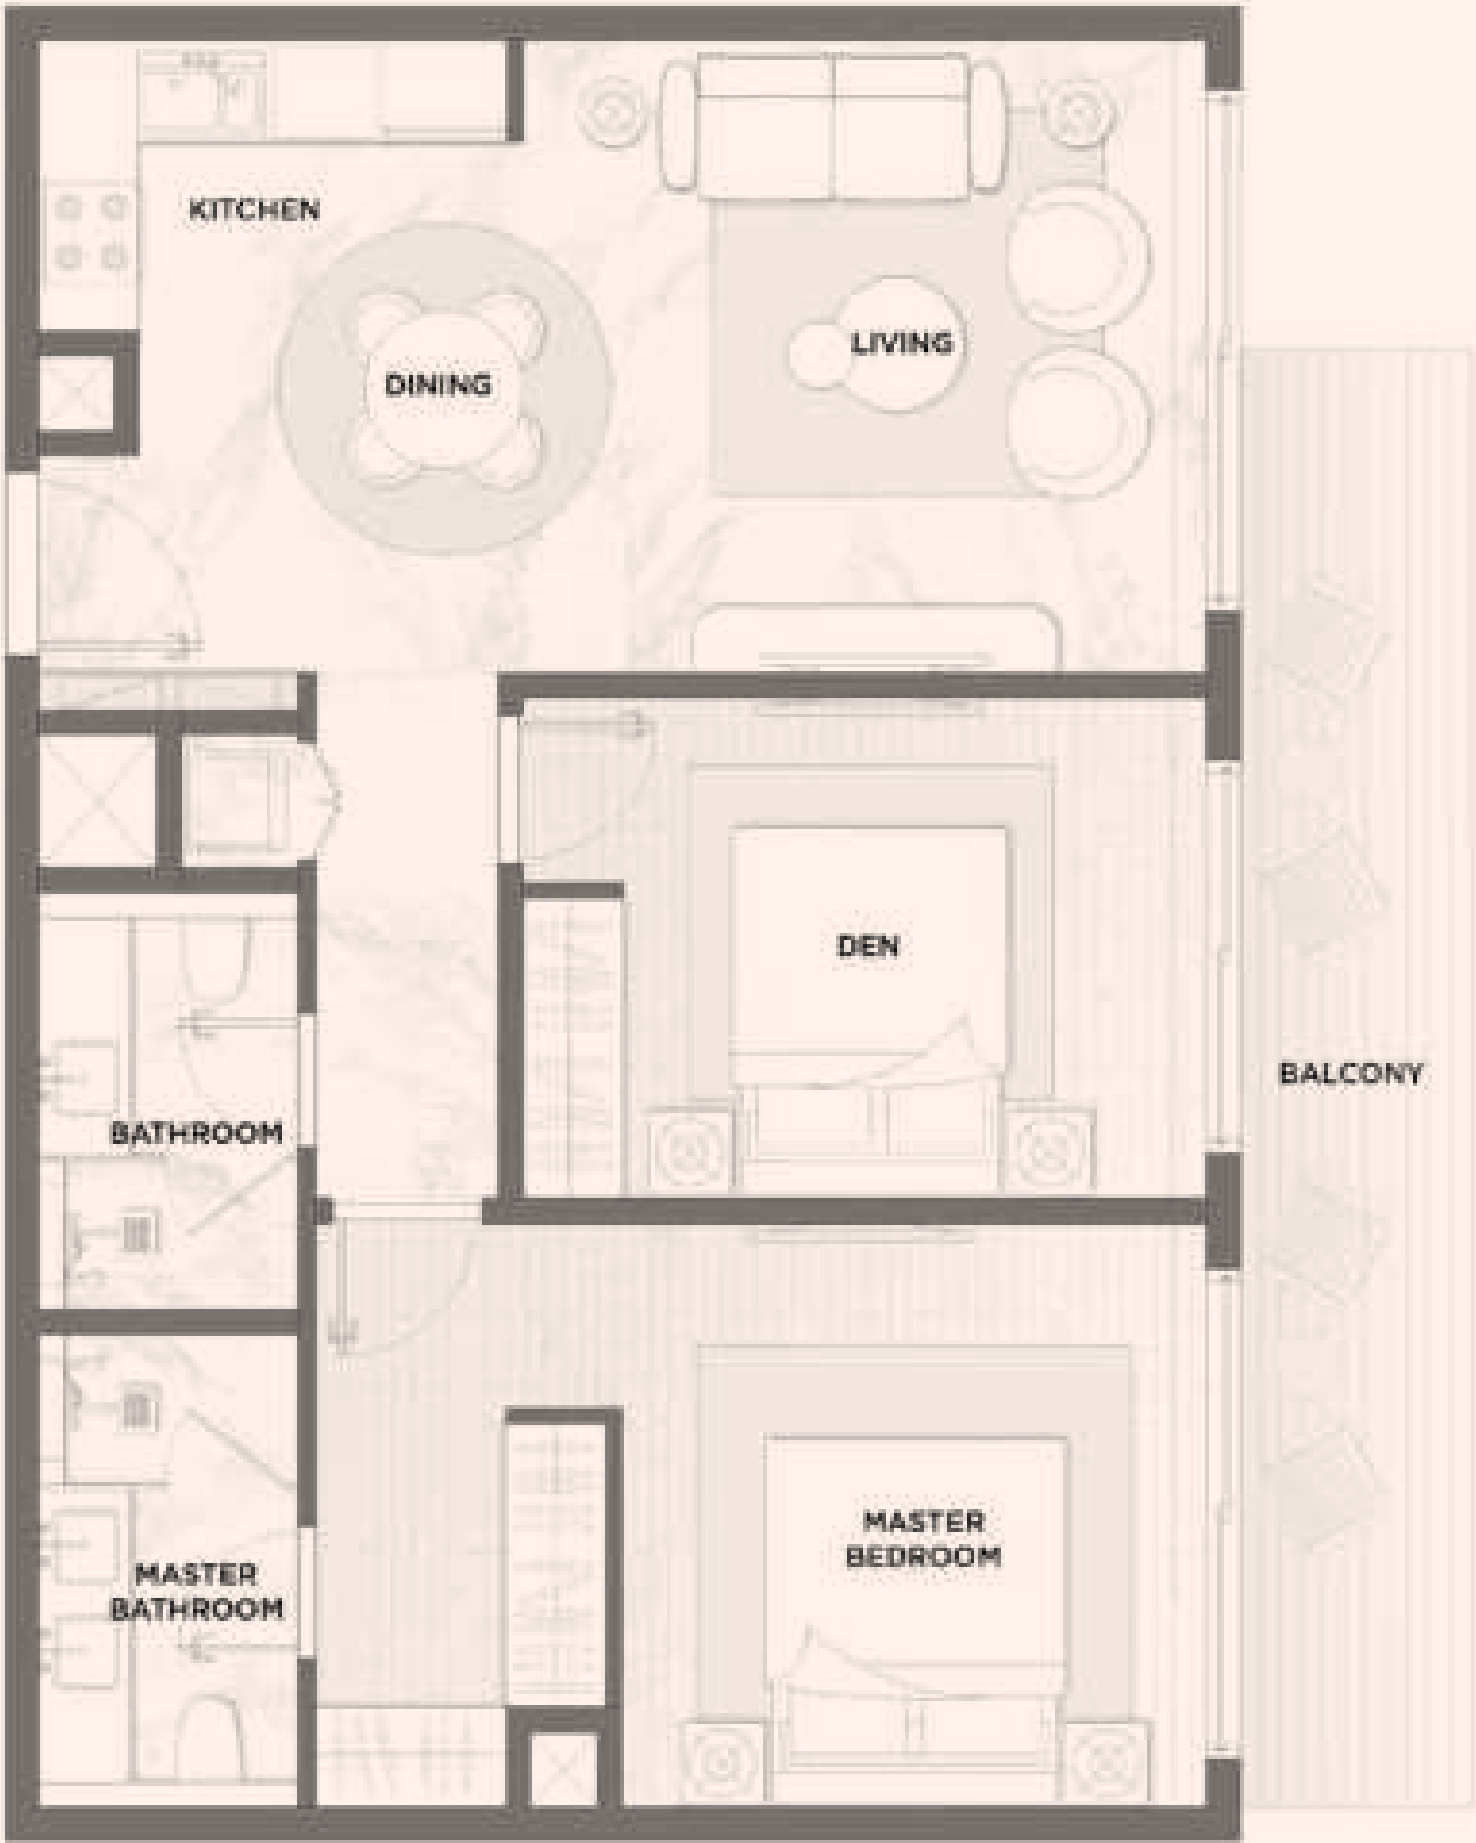 KITCHEN
LIVING
DINING
DEN
BALCONY
BATHROOM
MASTER
BEDROOM
MASTER
BATHROOM